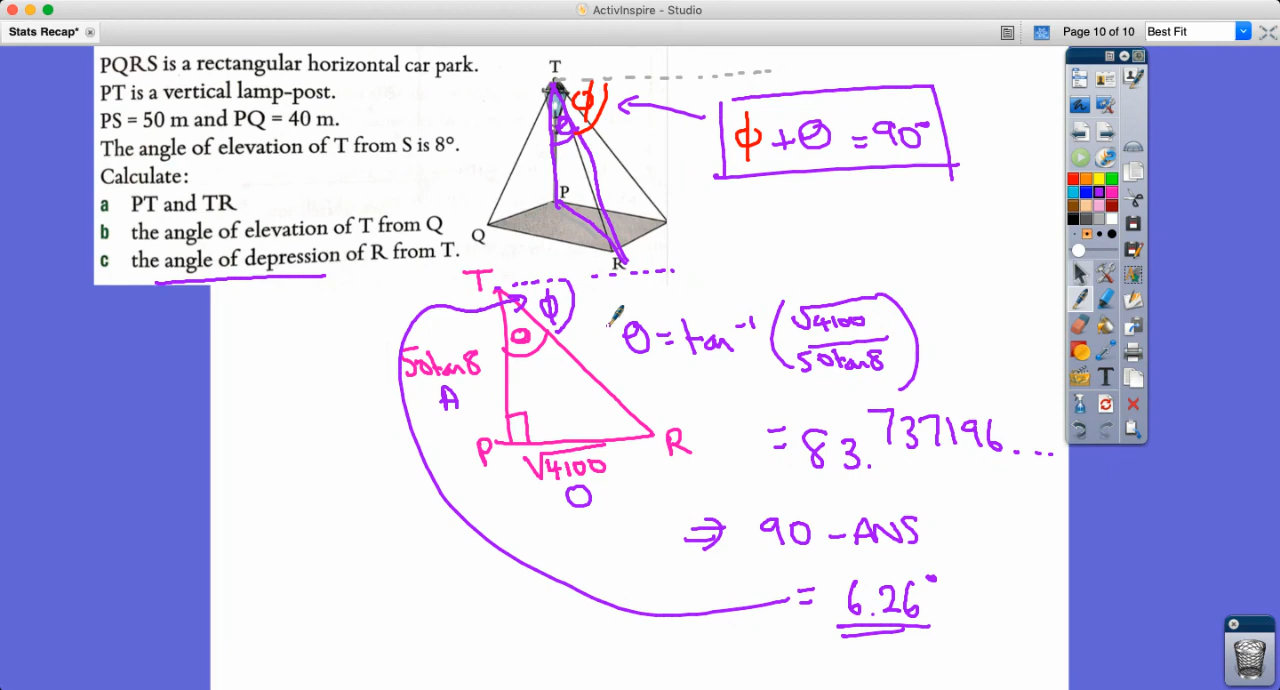 ActivInspire - Studio
Stats Recap*
Page 10 of 10
Best Fit
PQRS is a rectangular horizontal car park.
PT is a vertical lamp-post.
PS = 50 m and PQ = 40 m.
The angle of elevation of T from S is 8°.
Calculate:
a PT and TR
b the angle of elevation of T from Q
c the angle of depression of R from T.
T
ϕ
θ
P
Q
R
ϕ + θ = 90°
T
ϕ
θ
50tan8
A
P
R
√4100
O
θ = tan⁻¹ (√4100 / 50tan8)
= 83.737196...
⇒ 90 - ANS
= 6.26°
T